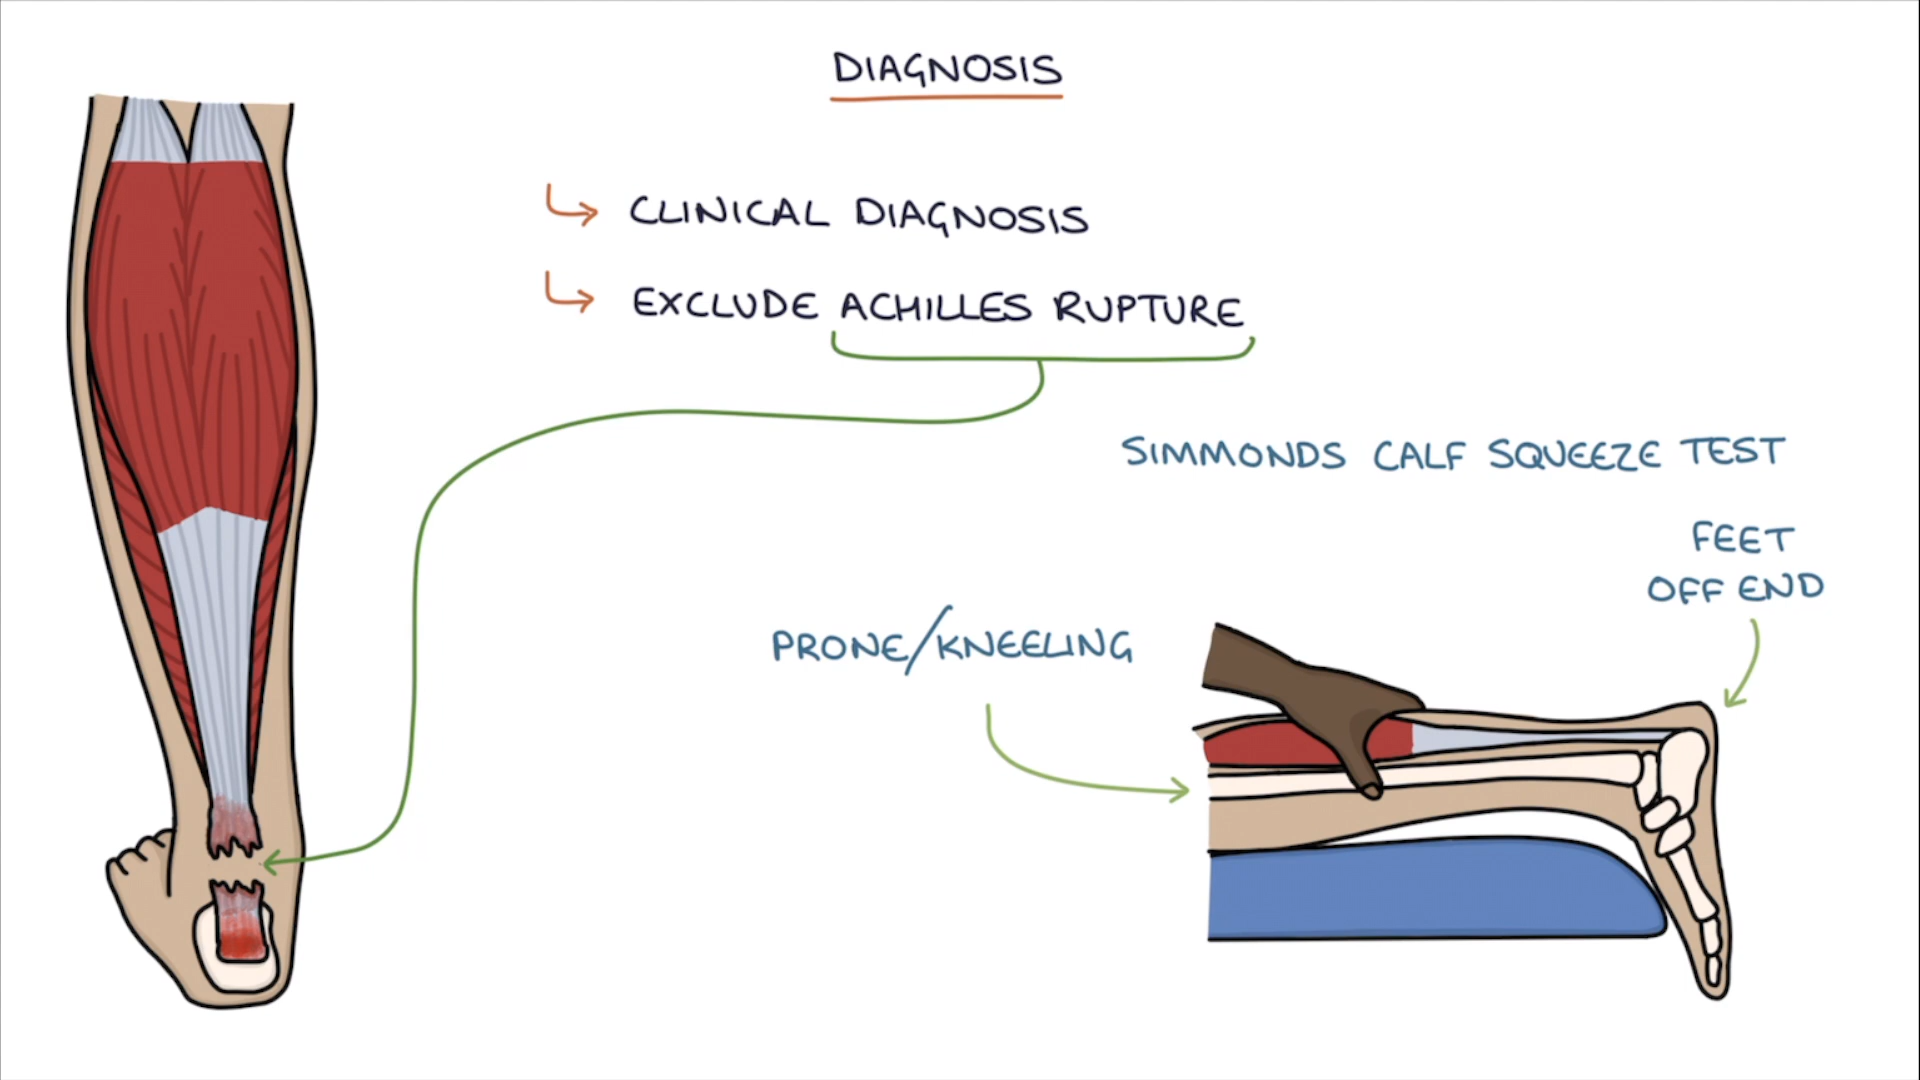 DIAGNOSIS
CLINICAL DIAGNOSIS
EXCLUDE ACHILLES RUPTURE
SIMMONDS CALF SQUEEZE TEST
FEET
OFF END
PRONE/KNEELING